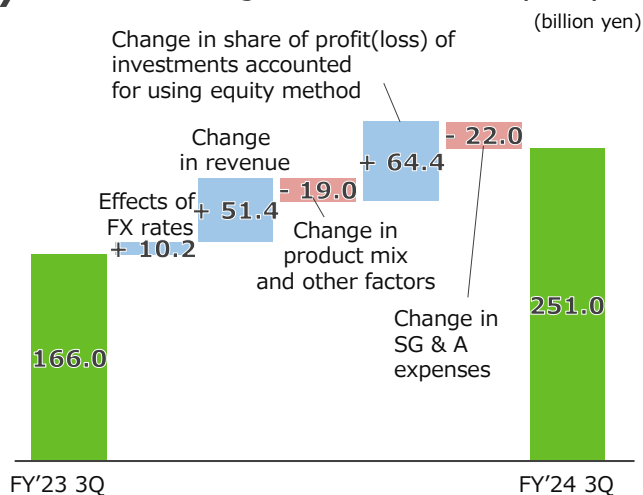 (billion yen)
Change in share of profit(loss) of
investments accounted
for using equity method
- 22.0
Change
in revenue
+ 64.4
- 19.0
Effects of
FX rates
+ 51.4
+ 10.2
Change in
product mix
and other factors
251.0
Change in
SG & A
expenses
166.0
FY’23 3Q
FY’24 3Q